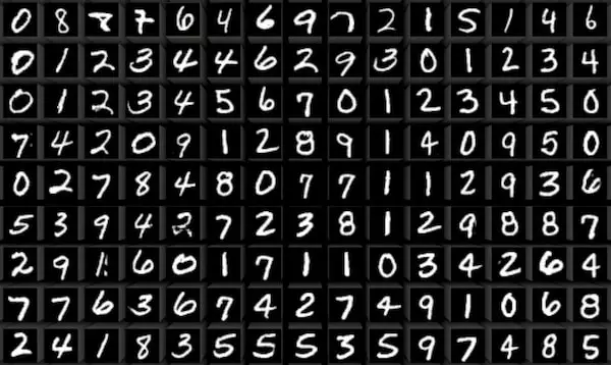 0 8 8 7 6 4 6 9 7 2 1 5 1 4 6
0 1 2 3 4 4 6 2 9 3 0 1 2 3 4
0 1 2 3 4 5 6 7 0 1 2 3 4 5 0
7 4 2 0 9 1 2 8 9 1 4 0 9 5 0
0 2 7 8 4 8 0 7 7 1 1 2 9 3 6
5 3 9 4 2 7 2 3 8 1 2 9 8 8 7
2 9 1 6 0 1 7 1 1 0 3 4 2 6 4
7 7 6 3 6 7 4 2 7 4 9 1 0 6 8
2 4 1 8 3 5 5 5 3 5 9 7 4 8 5